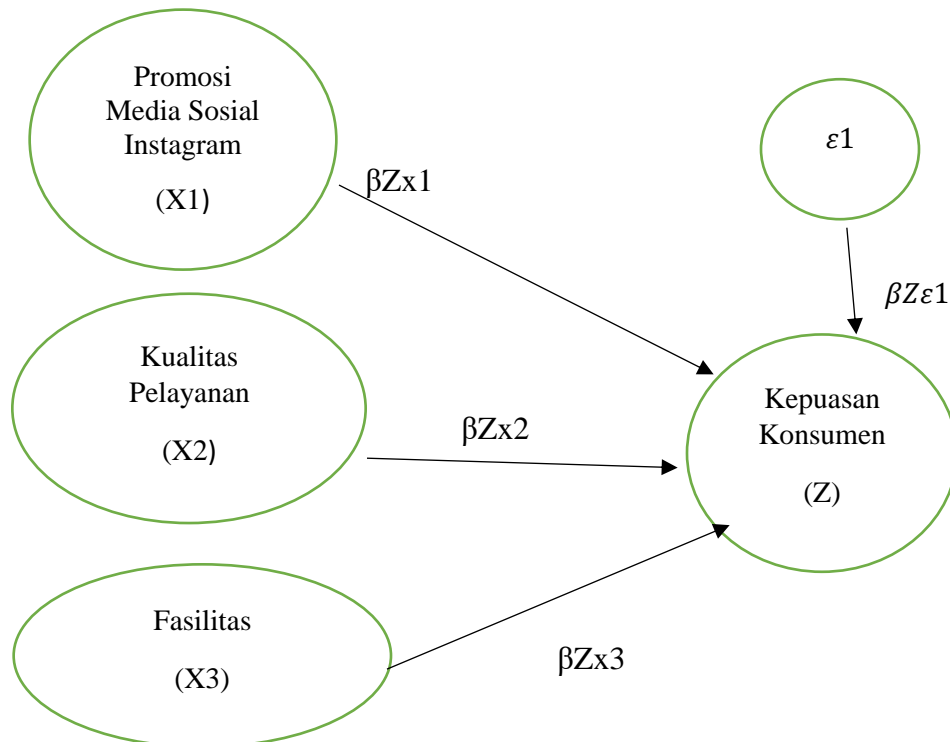 Promosi
Media Sosial
Instagram
(X1)
βZx1
ε1
βZε1
Kualitas
Pelayanan
(X2)
βZx2
Kepuasan
Konsumen
(Z)
Fasilitas
(X3)
βZx3